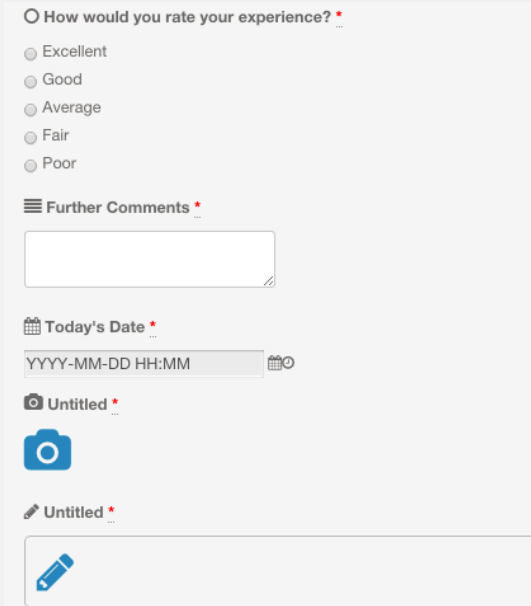 How would you rate your experience? *
Excellent
Good
Average
Fair
Poor
Further Comments *
Today's Date *
YYYY-MM-DD HH:MM
Untitled *
Untitled *